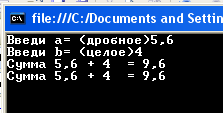 file:///C:/Documents and Settin
Введи a= (дробное)5,6
Введи b= (целое)4
Сумма 5,6 + 4  = 9,6
Сумма 5,6 + 4  = 9,6